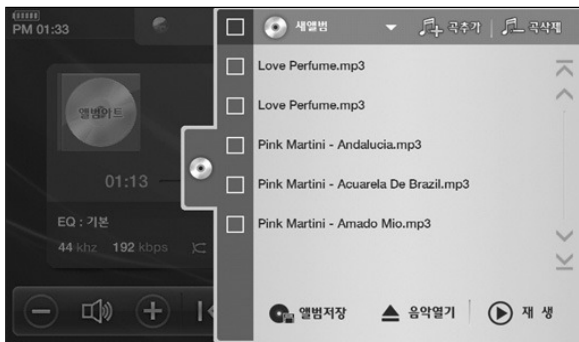 PM 01:33
새앨범
곡추가
곡삭제
Love Perfume.mp3
Love Perfume.mp3
Pink Martini - Andalucia.mp3
Pink Martini - Acuarela De Brazil.mp3
Pink Martini - Amado Mio.mp3
앨범아트
01:13
EQ : 기본
44 khz 192 kbps
앨범저장
음악열기
재 생